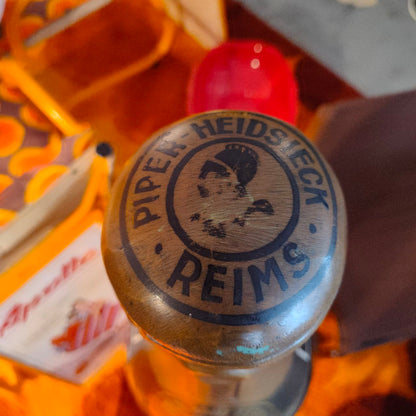 PIPER-HEIDSIECK
· REIMS ·